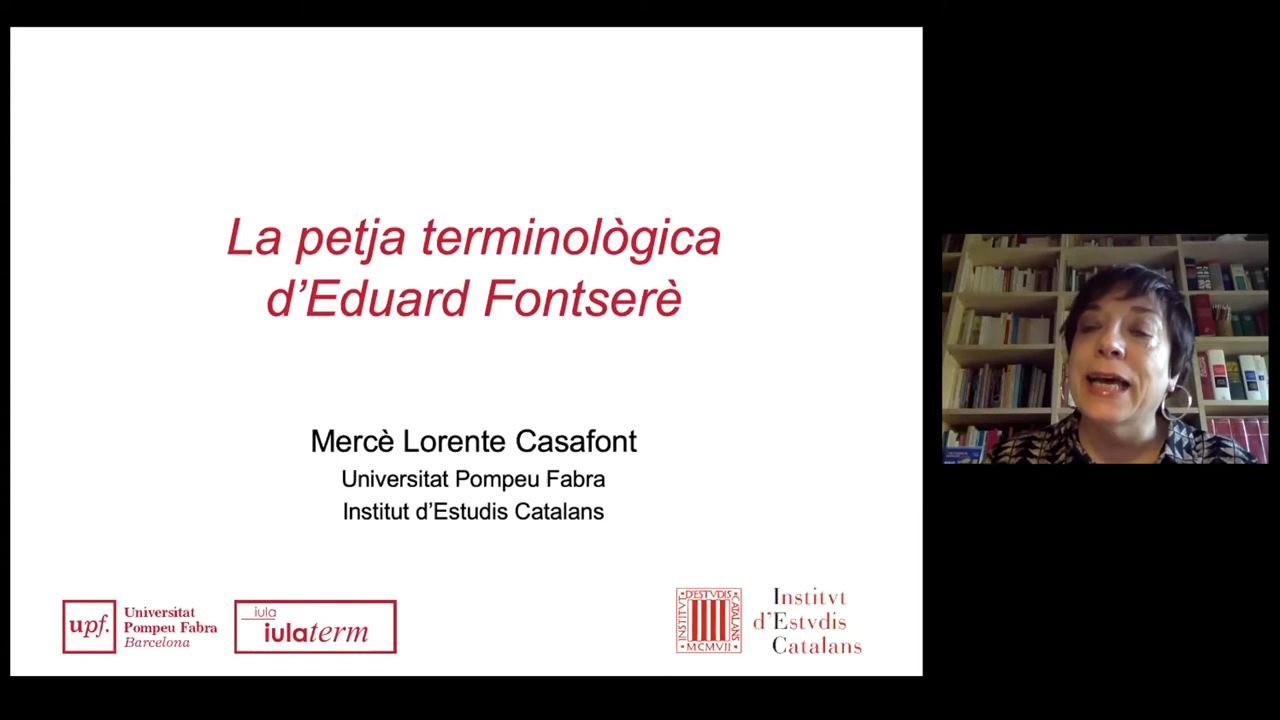 La petja terminològica
d'Eduard Fontserè
Mercè Lorente Casafont
Universitat Pompeu Fabra
Institut d'Estudis Catalans
upf.
Universitat
Pompeu Fabra
Barcelona
iula
iulaterm
INSTITVT
D'ESTVDIS
CATALANS
MCMVII
Institvt
d'Estvdis
Catalans